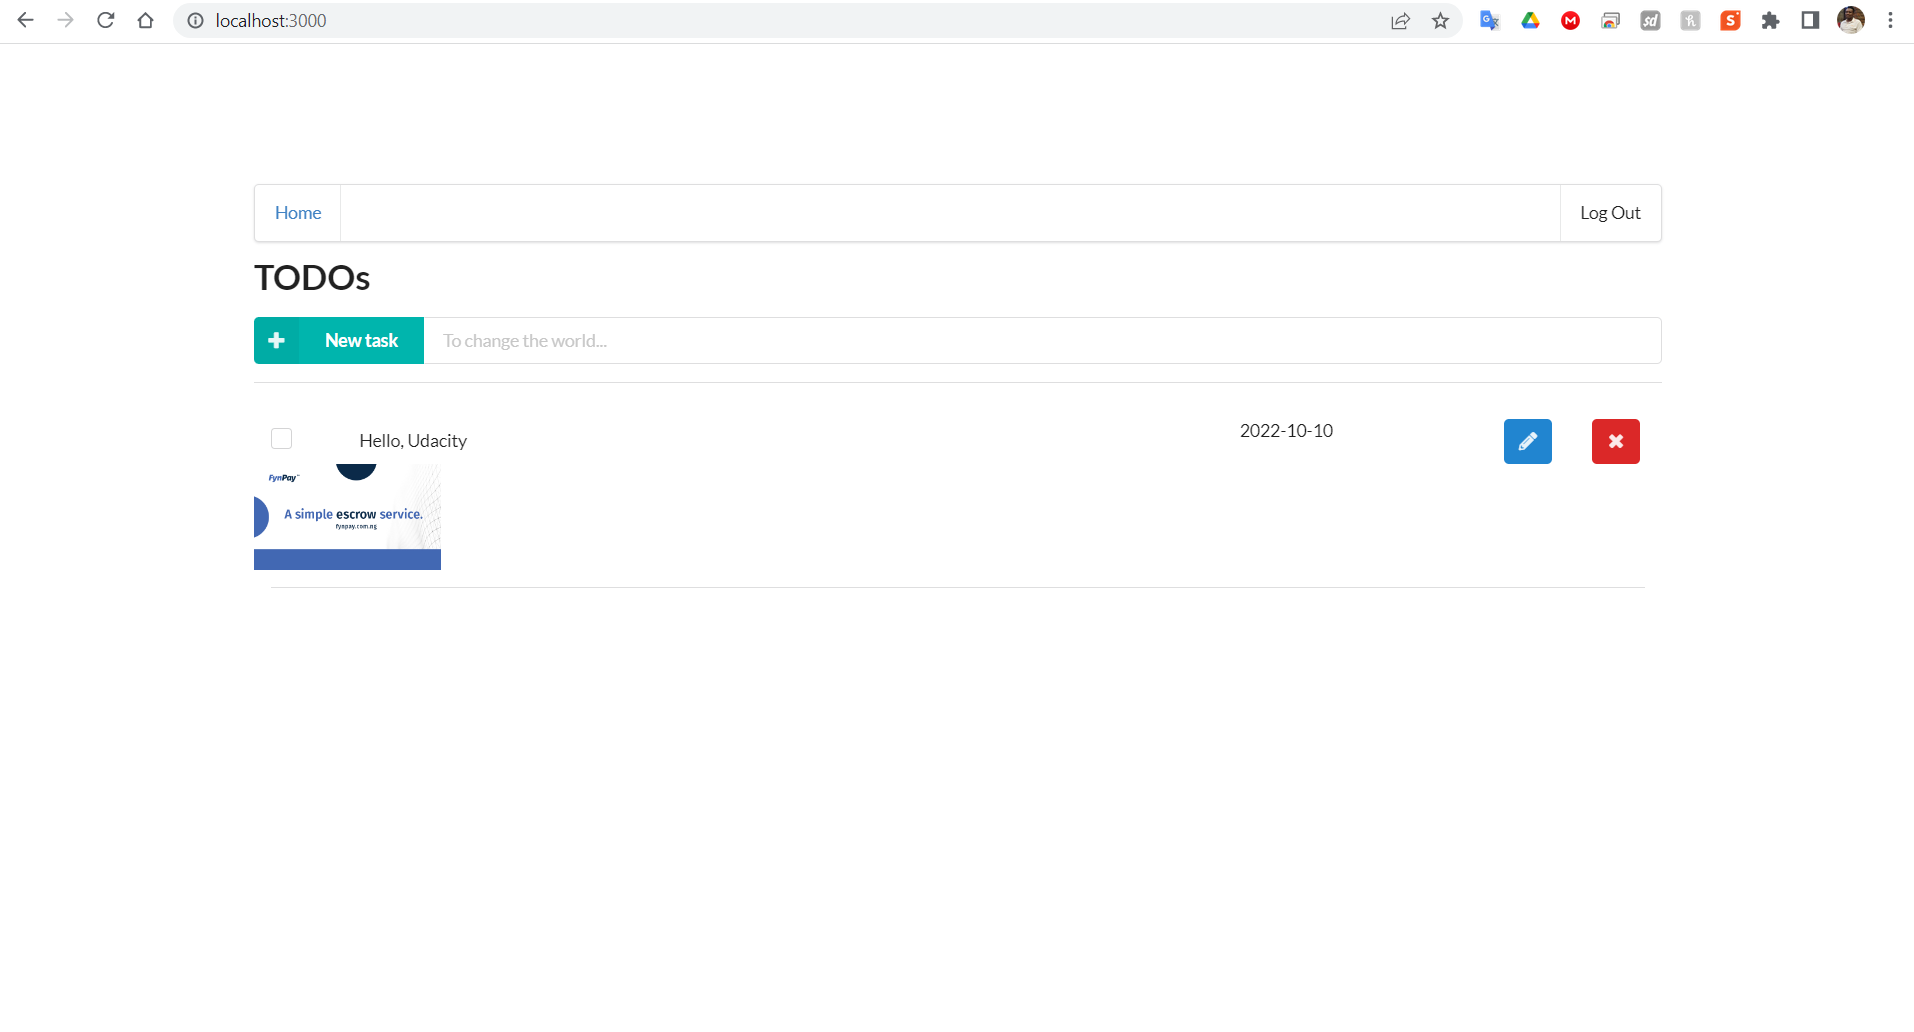 localhost:3000
Home
Log Out
TODOs
New task
To change the world...
Hello, Udacity
2022-10-10
FynPay™
A simple escrow service.
fynpay.com.ng